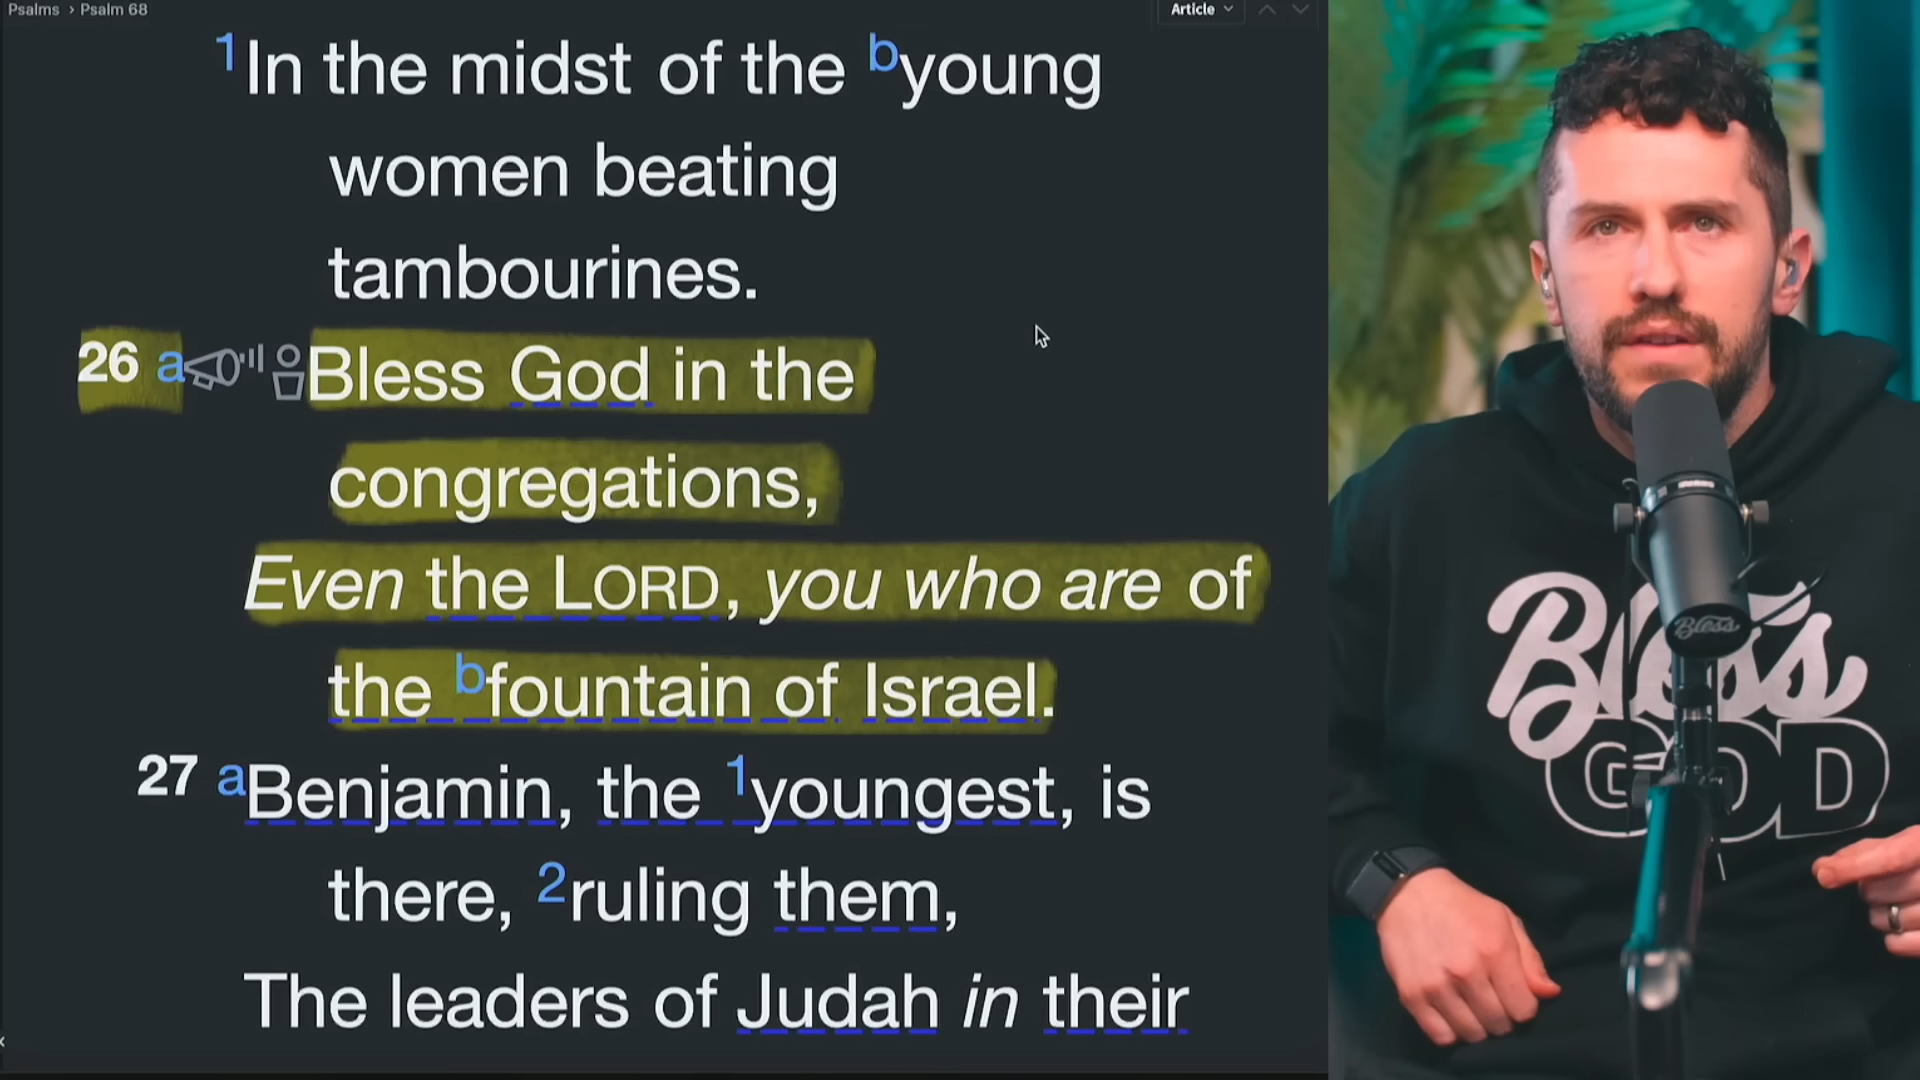 Psalms › Psalm 68
Article
1In the midst of the byoung
women beating
tambourines.
26 aBless God in the
congregations,
Even the LORD, you who are of
the bfountain of Israel.
27 aBenjamin, the 1youngest, is
there, 2ruling them,
The leaders of Judah in their
Bless
Bless
GOD